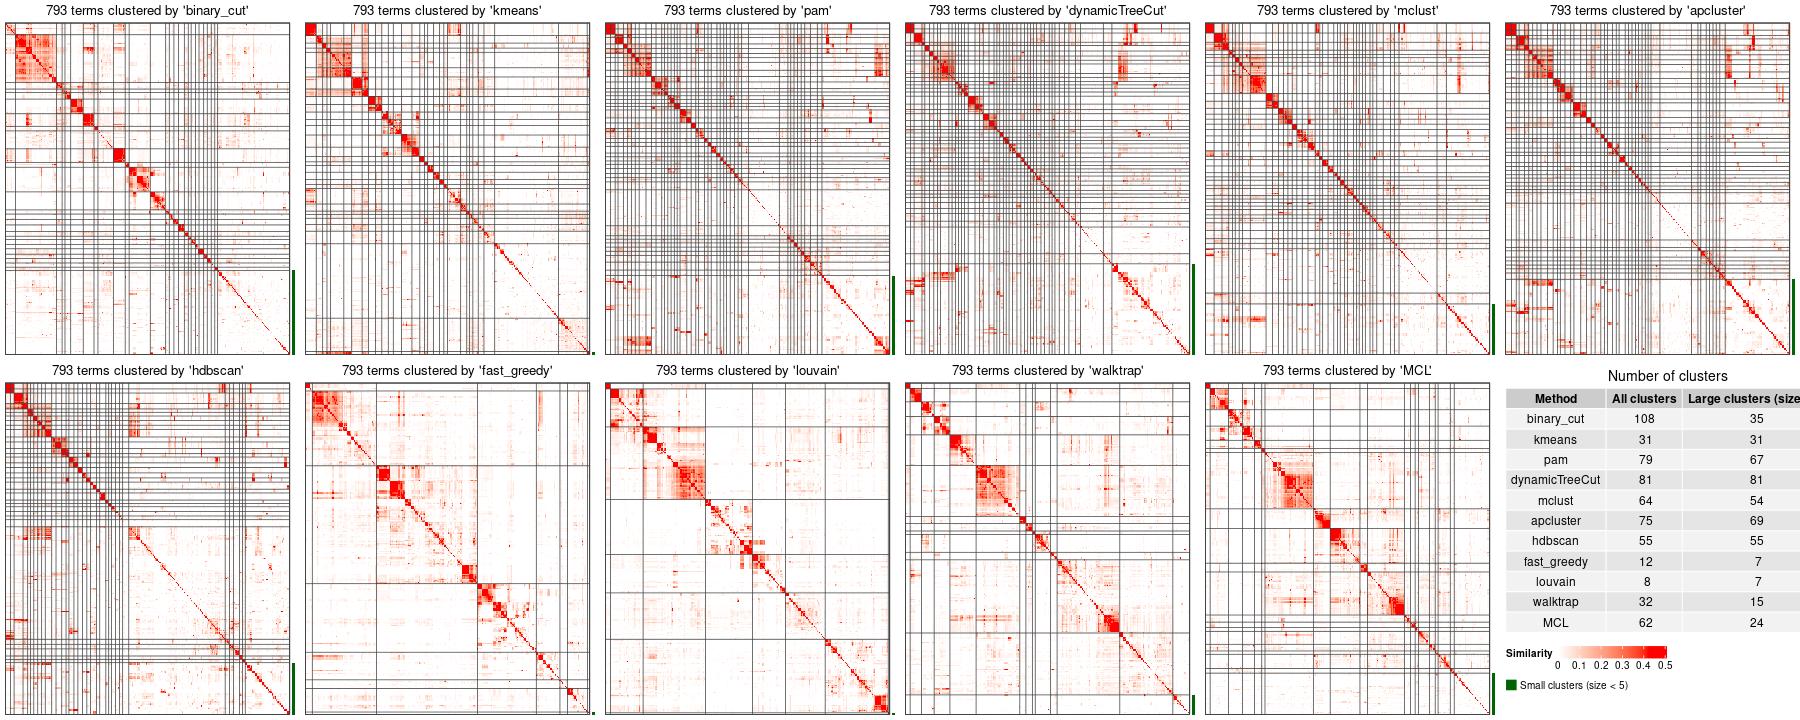 793 terms clustered by 'binary_cut'
793 terms clustered by 'kmeans'
793 terms clustered by 'pam'
793 terms clustered by 'dynamicTreeCut'
793 terms clustered by 'mclust'
793 terms clustered by 'apcluster'
793 terms clustered by 'hdbscan'
793 terms clustered by 'fast_greedy'
793 terms clustered by 'louvain'
793 terms clustered by 'walktrap'
793 terms clustered by 'MCL'
Number of clusters
Method All clusters Large clusters (size
binary_cut 108 35
kmeans 31 31
pam 79 67
dynamicTreeCut 81 81
mclust 64 54
apcluster 75 69
hdbscan 55 55
fast_greedy 12 7
louvain 8 7
walktrap 32 15
MCL 62 24
Similarity
0 0.1 0.2 0.3 0.4 0.5
Small clusters (size < 5)